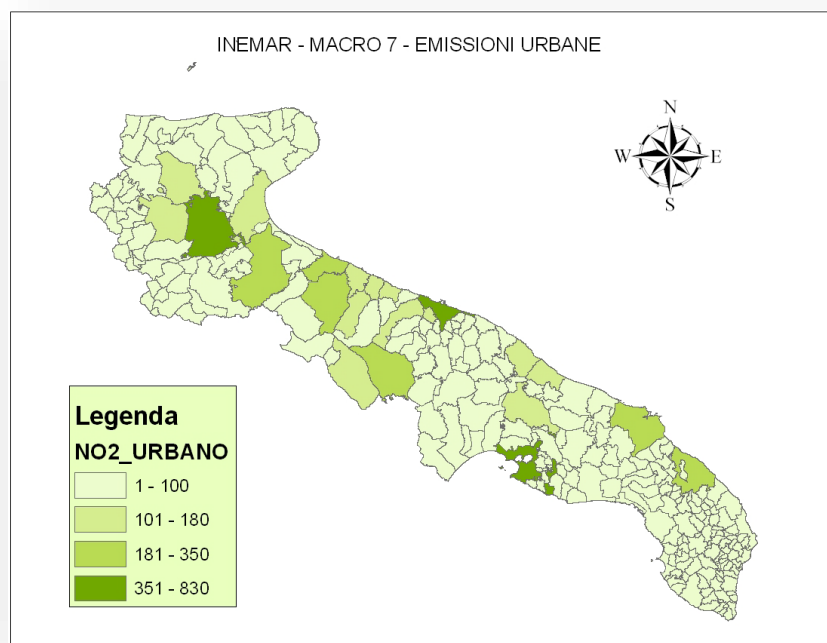 INEMAR - MACRO 7 - EMISSIONI URBANE
N
W E
S
Legenda
NO2_URBANO
1 - 100
101 - 180
181 - 350
351 - 830